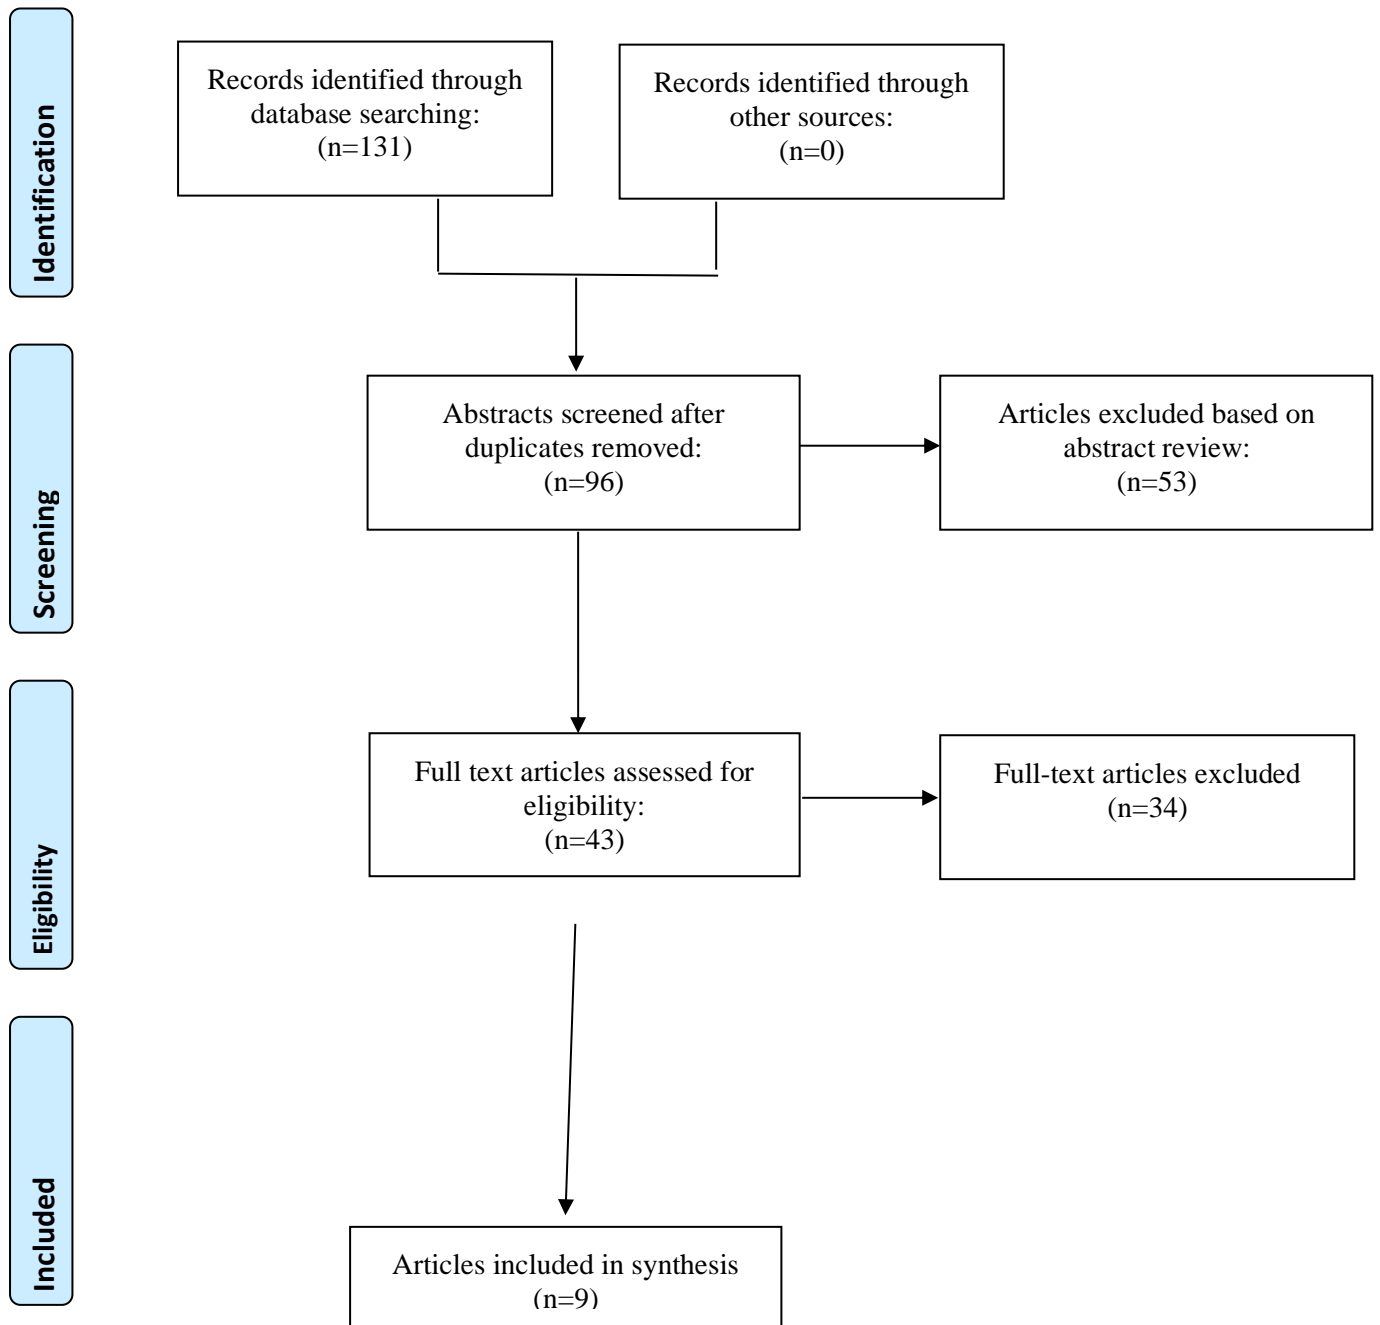 Identification
Records identified through
database searching:
(n=131)
Records identified through
other sources:
(n=0)
Screening
Abstracts screened after
duplicates removed:
(n=96)
Articles excluded based on
abstract review:
(n=53)
Eligibility
Full text articles assessed for
eligibility:
(n=43)
Full-text articles excluded
(n=34)
Included
Articles included in synthesis
(n=9)